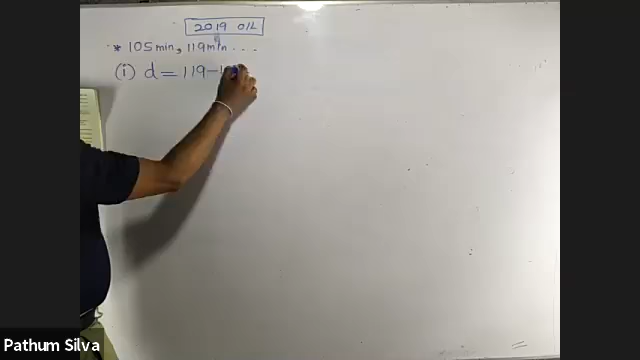 2019 O/L
* 105 min, 119 min ...
(i) d = 119 -
Pathum Silva